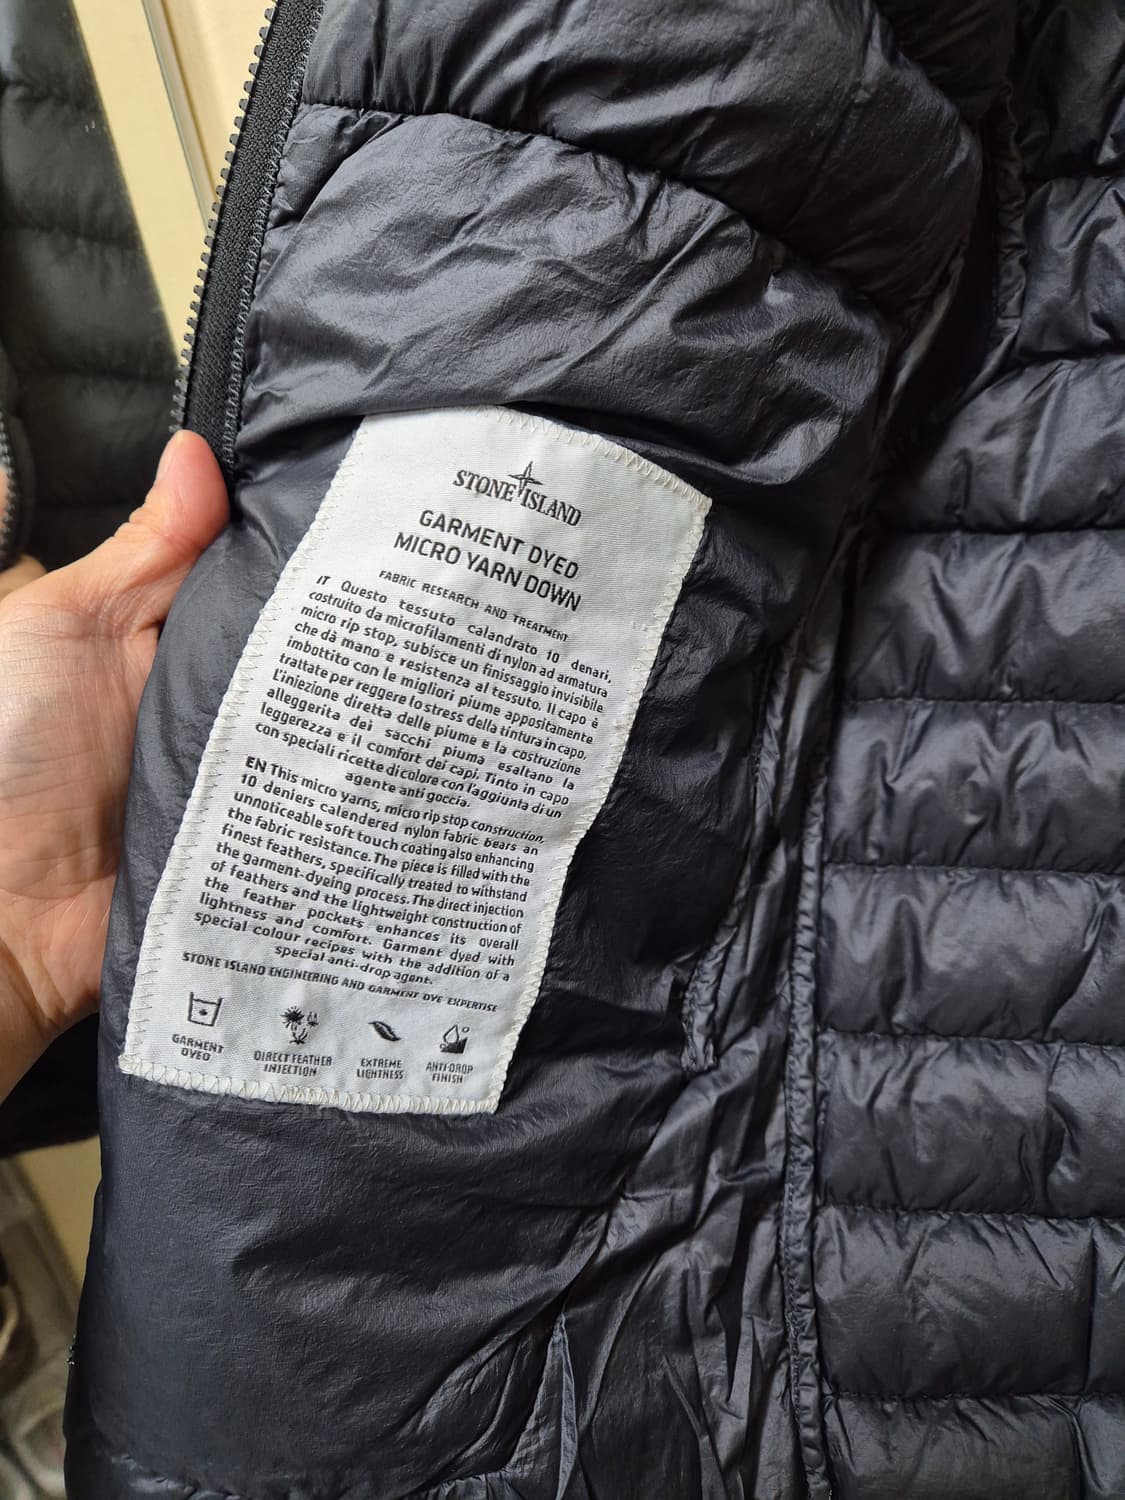 STONE ISLAND
GARMENT DYED
MICRO YARN DOWN
FABRIC RESEARCH AND TREATMENT
IT Questo tessuto calandrato 10 denari,
costruito da microfilamenti di nylon ad armatura
micro rip stop, subisce un finissaggio invisibile
che dà mano e resistenza al tessuto. Il capo è
imbottito con le migliori piume appositamente
trattate per reggere lo stress della tintura in capo.
L'iniezione diretta delle piume e la costruzione
alleggerita dei sacchi piuma esaltano la
leggerezza e il comfort dei capi. Tinto in capo
con speciali ricette di colore con l'aggiunta di un
agente anti goccia.
EN This micro yarns, micro rip stop construction,
10 deniers calendered nylon fabric bears an
unnoticeable soft touch coating also enhancing
the fabric resistance. The piece is filled with the
finest feathers, specifically treated to withstand
the garment-dyeing process. The direct injection
of feathers and the lightweight construction of
the feather pockets enhances its overall
lightness and comfort. Garment dyed with
special colour recipes with the addition of a
special anti-drop agent.
STONE ISLAND ENGINEERING AND GARMENT DYE EXPERTISE
GARMENT
DYED
DIRECT FEATHER
INJECTION
EXTREME
LIGHTNESS
ANTI-DROP
FINISH